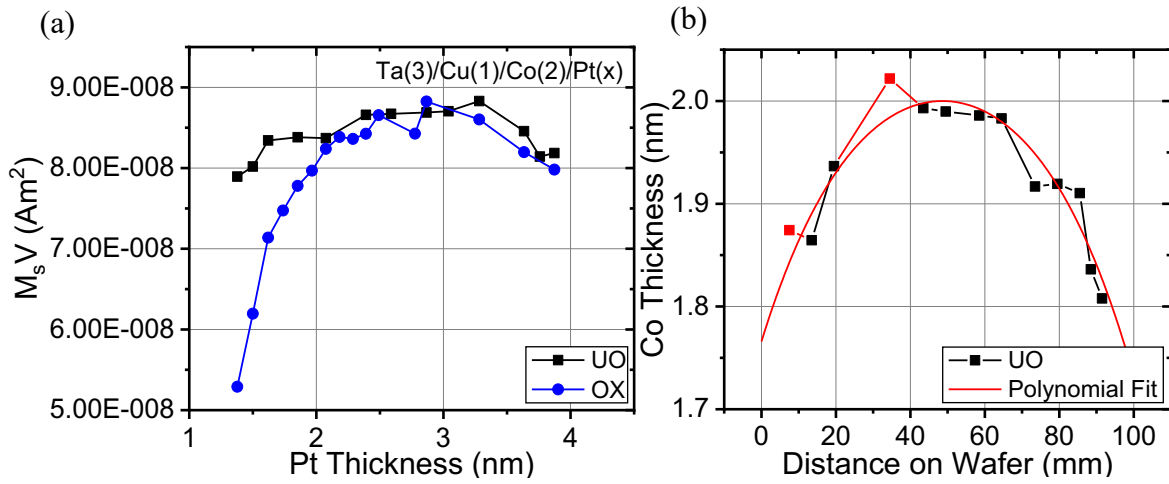 (a)
Ta(3)/Cu(1)/Co(2)/Pt(x)
9.00E-008
8.00E-008
7.00E-008
6.00E-008
5.00E-008
MₛV (Am²)
UO
OX
1 2 3 4
Pt Thickness (nm)
(b)
2.0
1.9
1.8
1.7
Co Thickness (nm)
UO
Polynomial Fit
0 20 40 60 80 100
Distance on Wafer (mm)